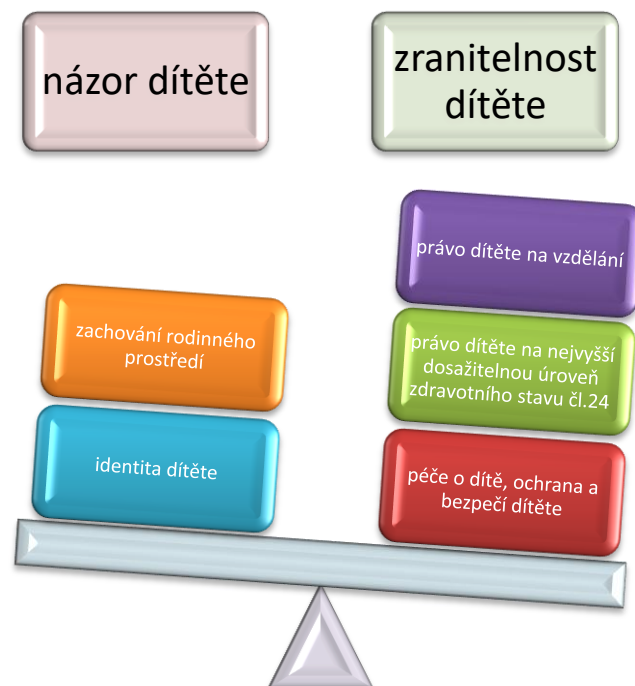 názor dítěte
zranitelnost
dítěte
právo dítěte na vzdělání
zachování rodinného
prostředí
právo dítěte na nejvyšší
dosažitelnou úroveň
zdravotního stavu čl.24
identita dítěte
péče o dítě, ochrana a
bezpečí dítěte